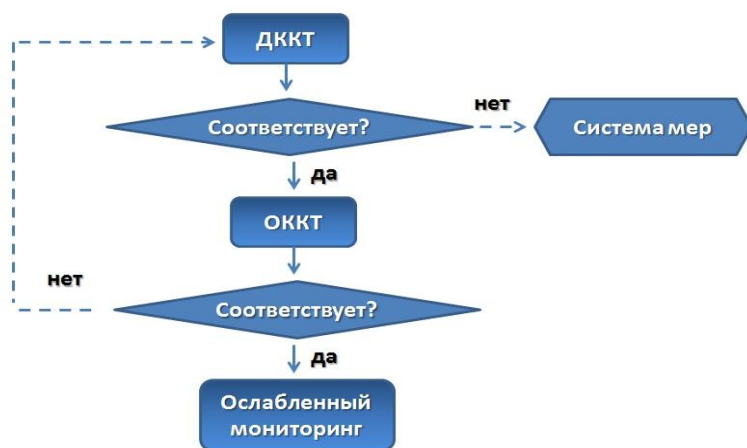 ДККТ
Соответствует?
нет
Система мер
да
ОККТ
нет
Соответствует?
да
Ослабленный
мониторинг